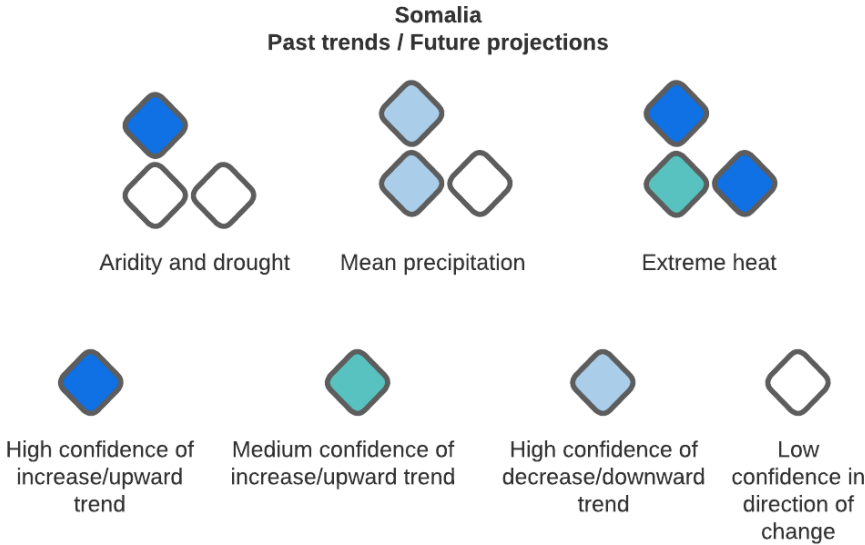 Somalia
Past trends / Future projections
Aridity and drought
Mean precipitation
Extreme heat
High confidence of
increase/upward
trend
Medium confidence of
increase/upward trend
High confidence of
decrease/downward
trend
Low
confidence in
direction of
change